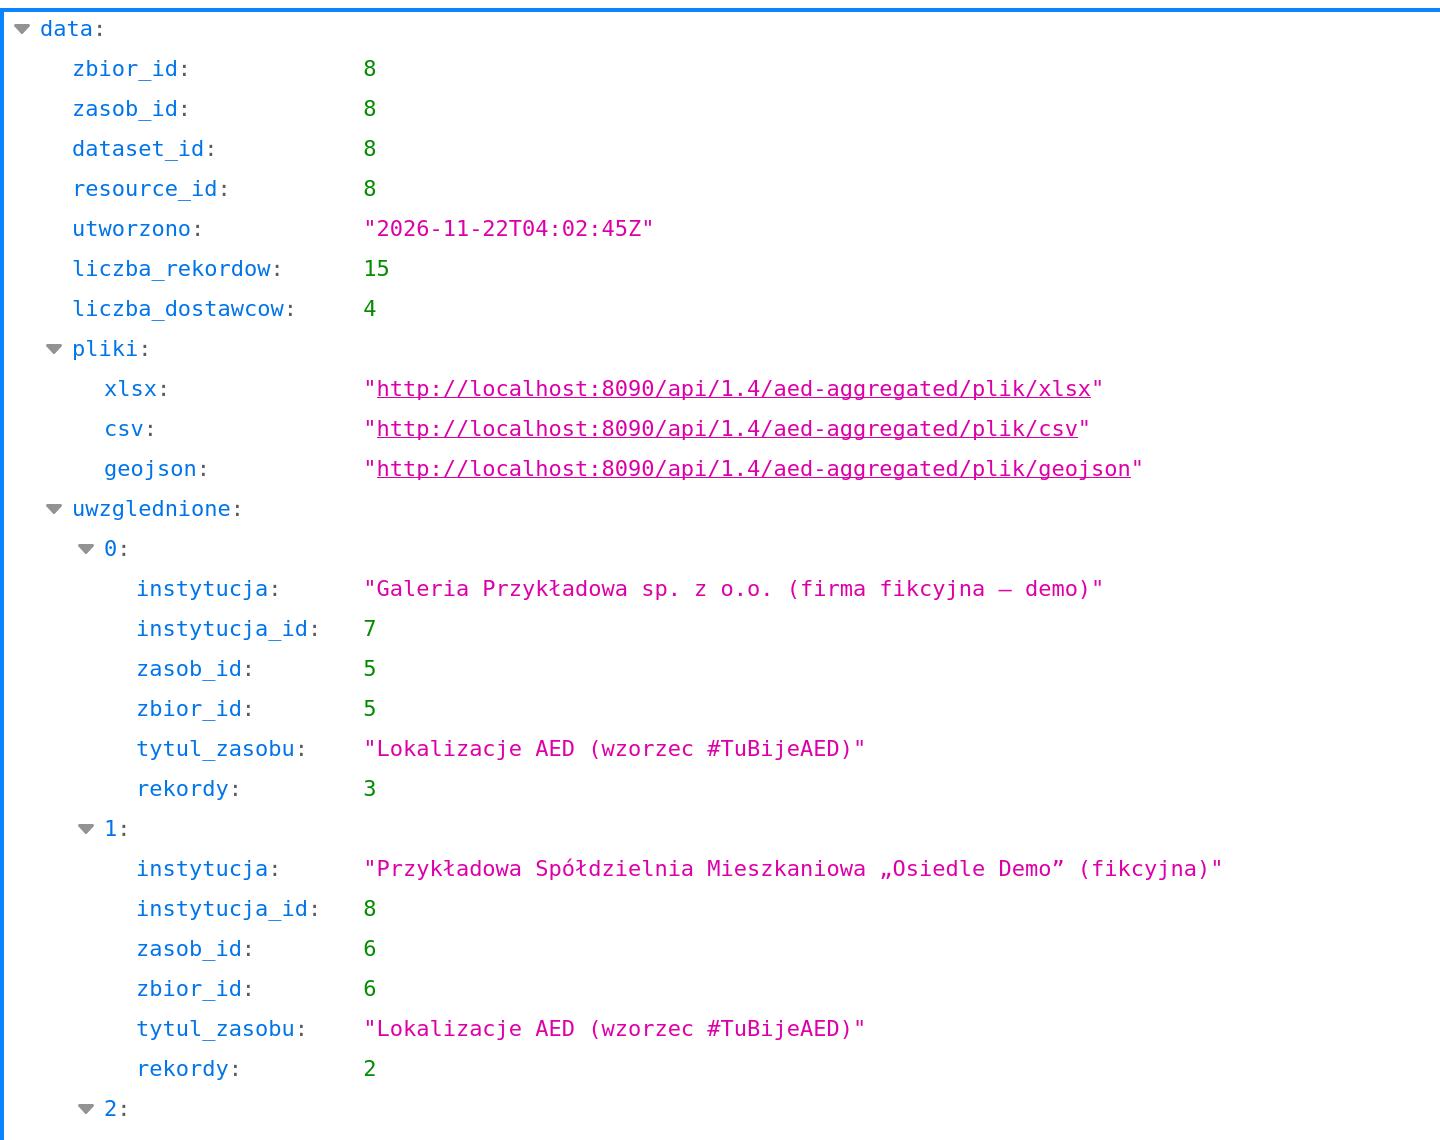 data:
zbior_id: 8
zasob_id: 8
dataset_id: 8
resource_id: 8
utworzono: "2026-11-22T04:02:45Z"
liczba_rekordow: 15
liczba_dostawcow: 4
pliki:
xlsx: "http://localhost:8090/api/1.4/aed-aggregated/plik/xlsx"
csv: "http://localhost:8090/api/1.4/aed-aggregated/plik/csv"
geojson: "http://localhost:8090/api/1.4/aed-aggregated/plik/geojson"
uwzglednione:
0:
instytucja: "Galeria Przykładowa sp. z o.o. (firma fikcyjna — demo)"
instytucja_id: 7
zasob_id: 5
zbior_id: 5
tytul_zasobu: "Lokalizacje AED (wzorzec #TuBijeAED)"
rekordy: 3
1:
instytucja: "Przykładowa Spółdzielnia Mieszkaniowa „Osiedle Demo” (fikcyjna)"
instytucja_id: 8
zasob_id: 6
zbior_id: 6
tytul_zasobu: "Lokalizacje AED (wzorzec #TuBijeAED)"
rekordy: 2
2: